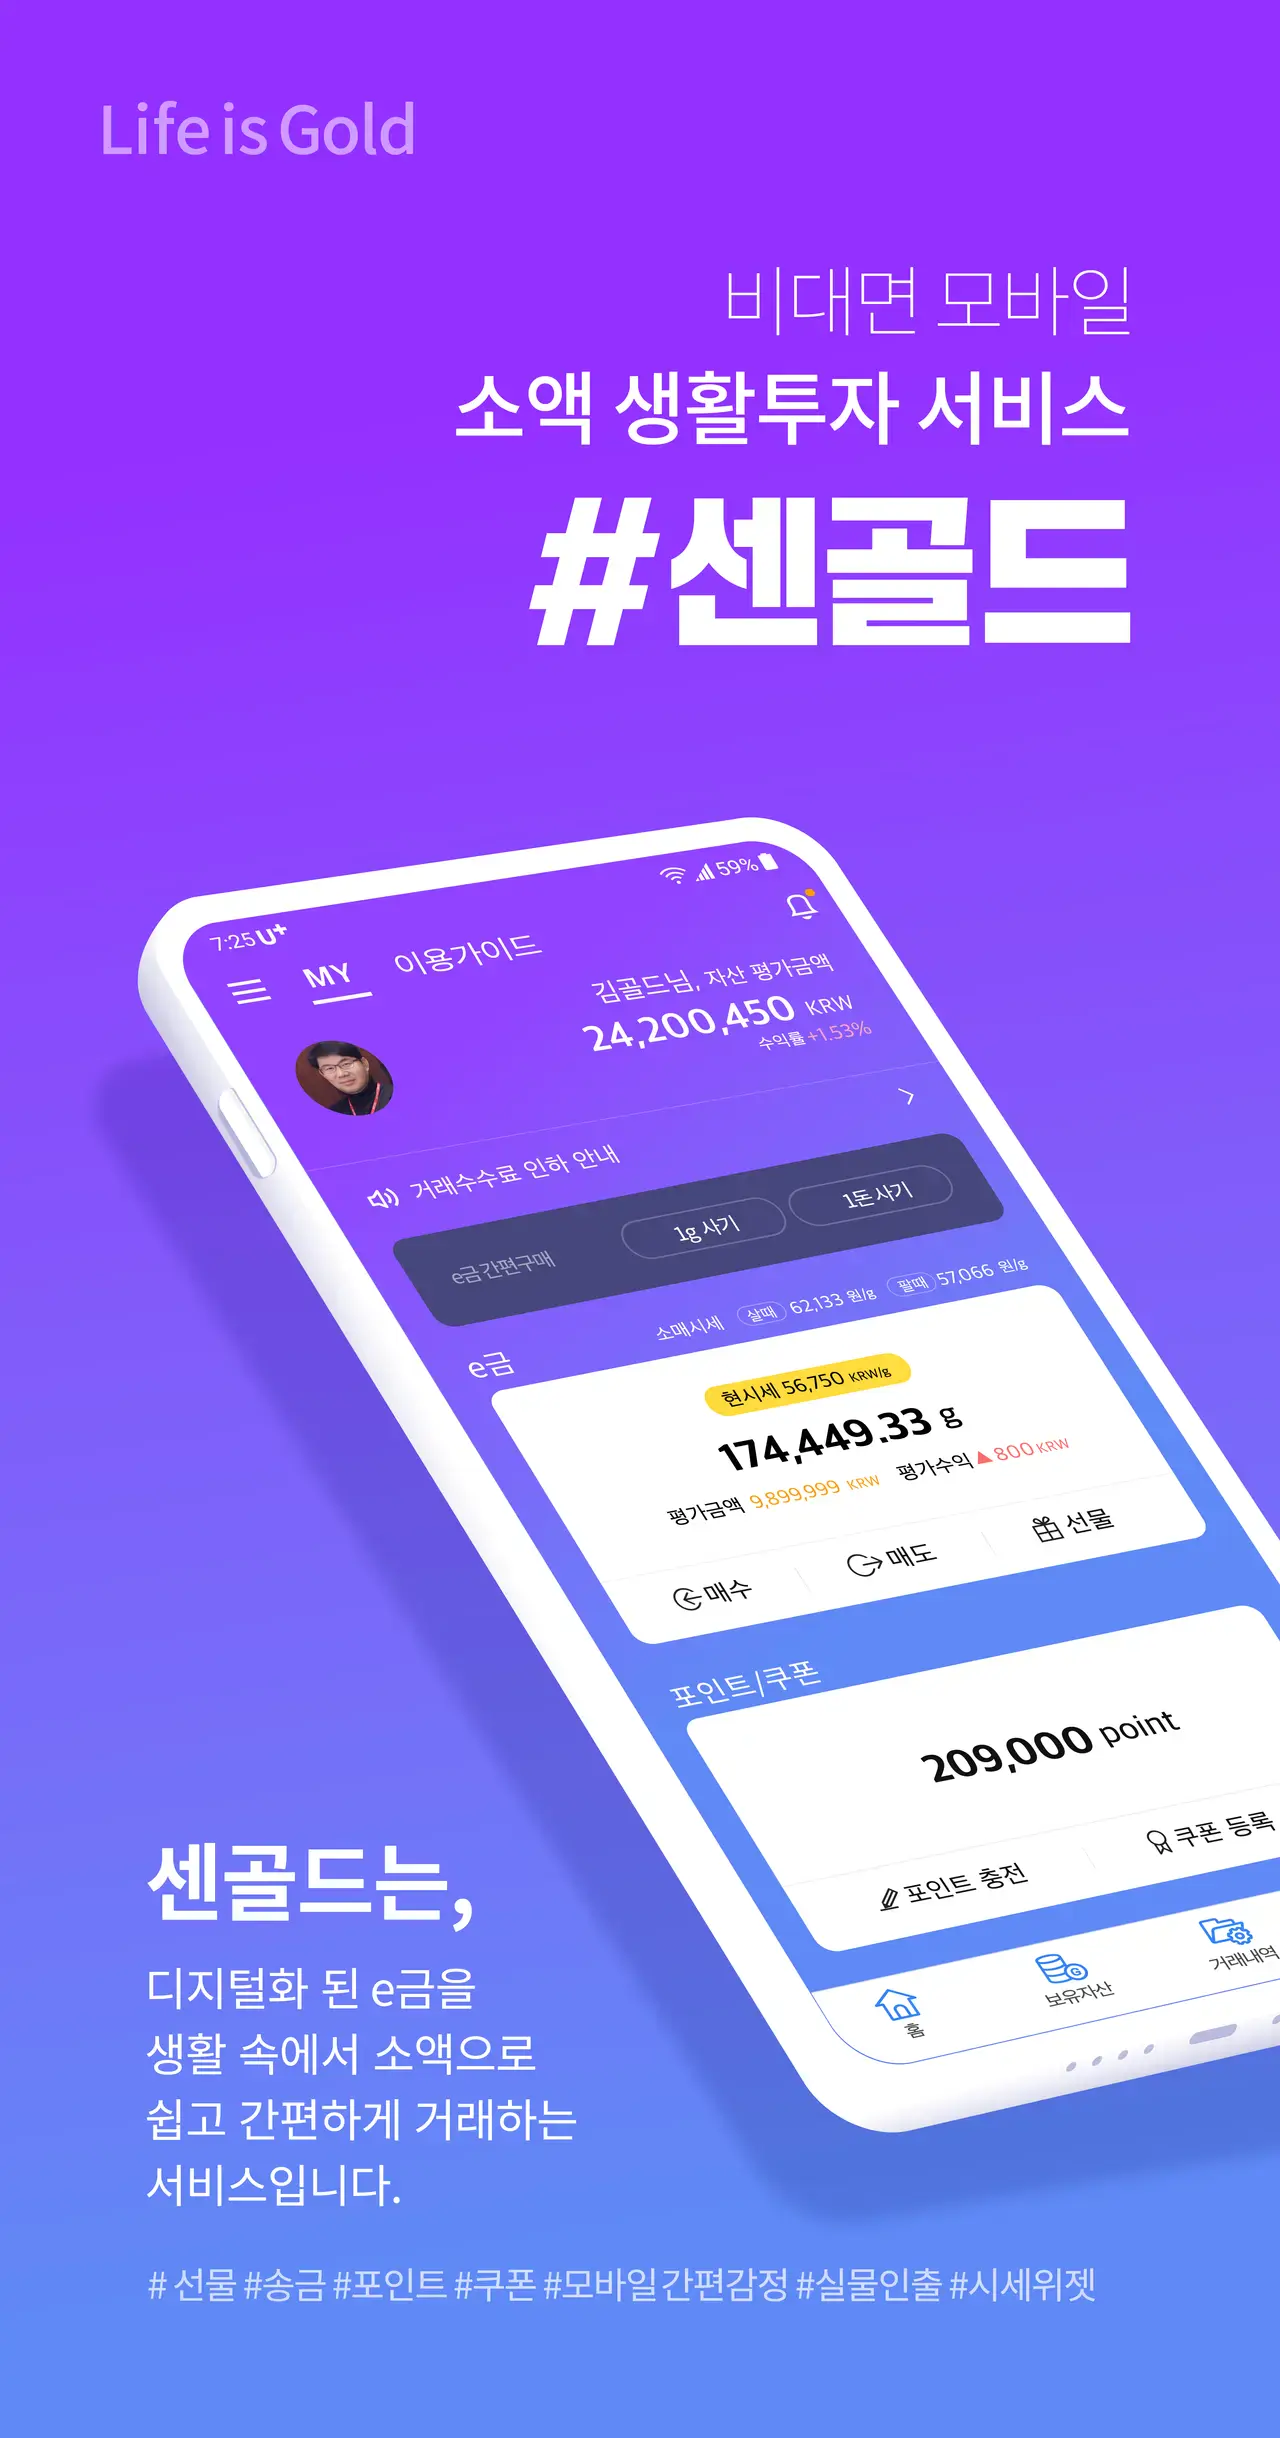 Life is Gold
비대면 모바일
소액 생활투자 서비스
#센골드
7:25 U+
59%
MY 이용가이드
김골드님, 자산 평가금액
24,200,450 KRW
수익률 +1.53%
거래수수료 인하 안내
e금 간편구매 1g 사기 1돈 사기
소매시세 살때 62,133 원/g 팔때 57,066 원/g
e금
현시세 56,750 KRW/g
174,449.33 g
평가금액 9,899,999 KRW 평가수익 ▲800 KRW
매수 매도 선물
포인트/쿠폰
209,000 point
포인트 충전 쿠폰 등록
홈 보유자산 거래내역
센골드는,
디지털화 된 e금을
생활 속에서 소액으로
쉽고 간편하게 거래하는
서비스입니다.
# 선물 #송금 #포인트 #쿠폰 #모바일 간편감정 #실물인출 #시세위젯